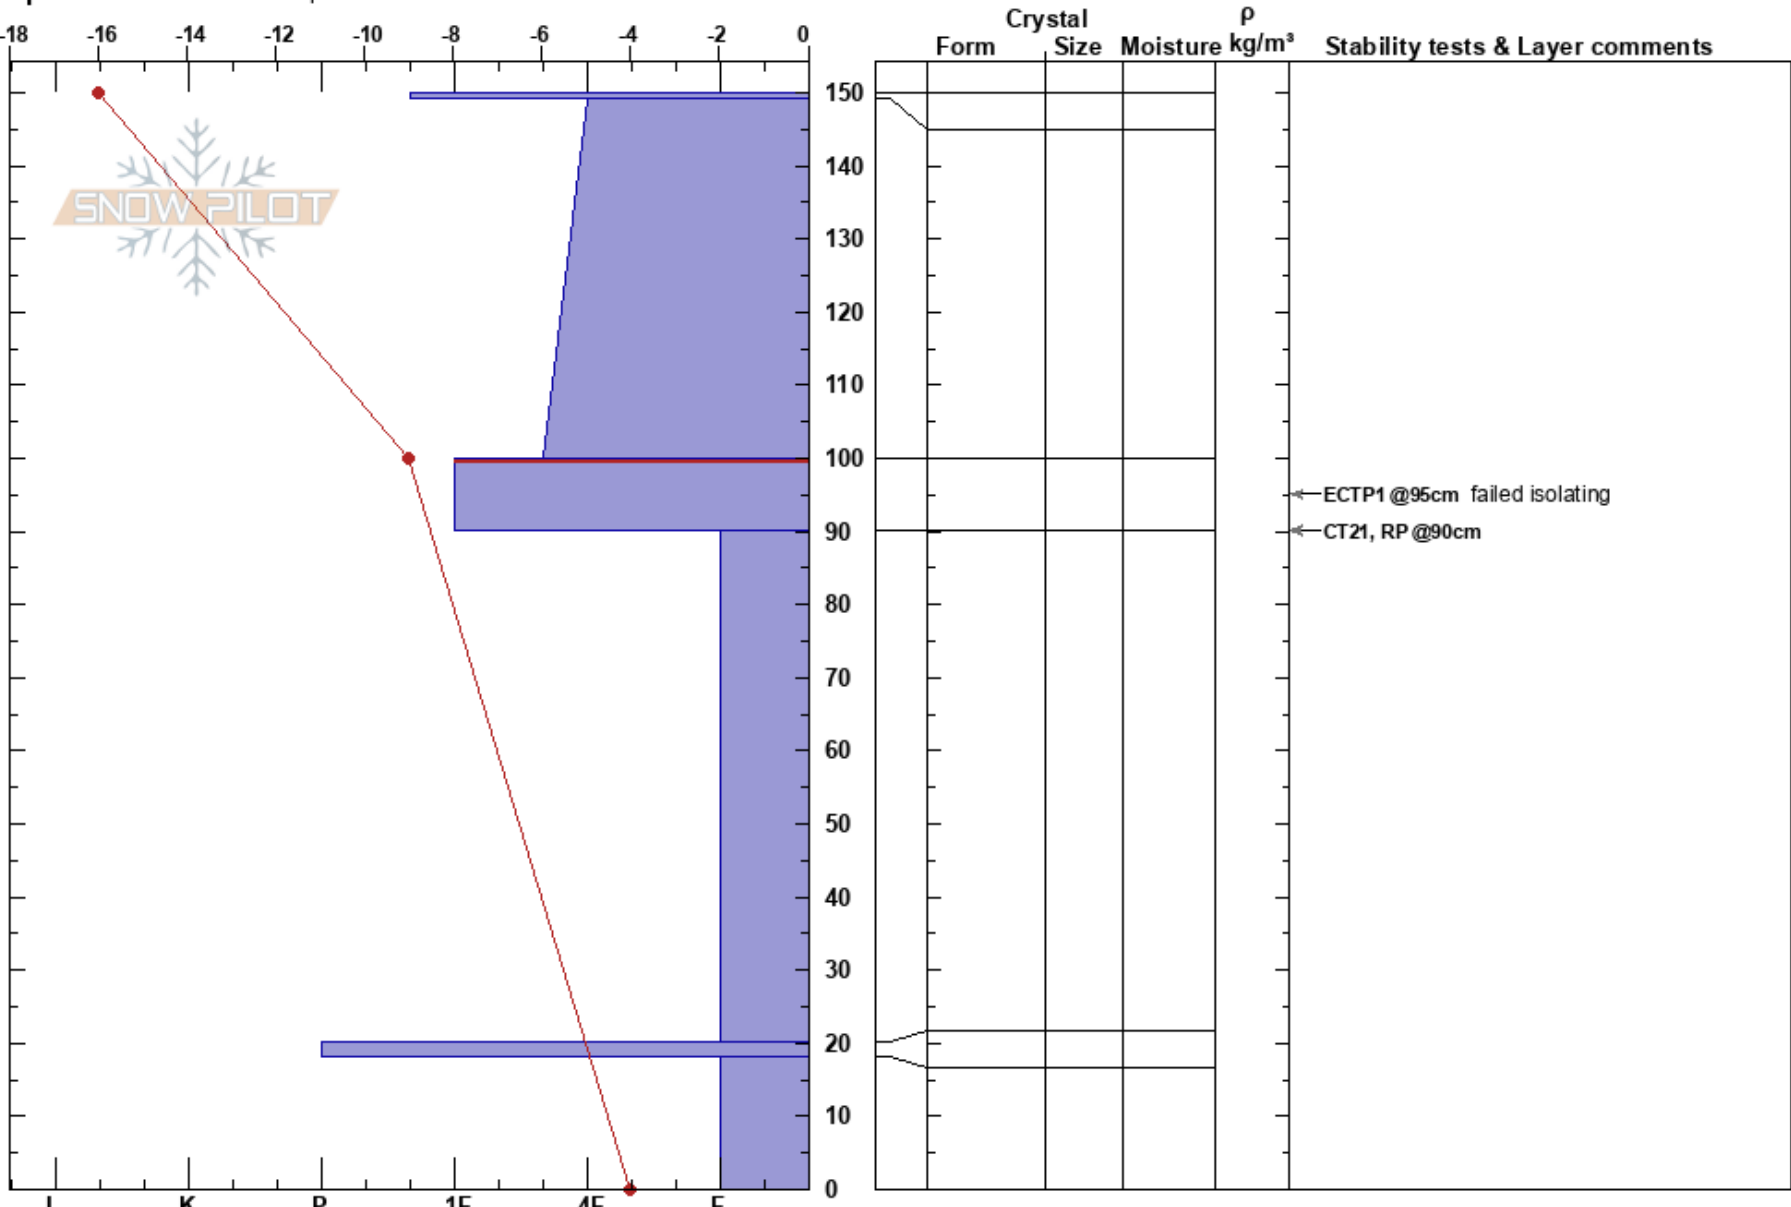 Crystal ρ
-18 -16 -14 -12 -10 -8 -6 -4 -2 0 Form Size Moisture kg/m³ Stability tests & Layer comments
150
140
SNOW PILOT
130
120
110
100
ECTP1 @95cm failed isolating
90 CT21, RP @90cm
80
70
60
50
40
30
20
10
0
I K P 1F 4F F